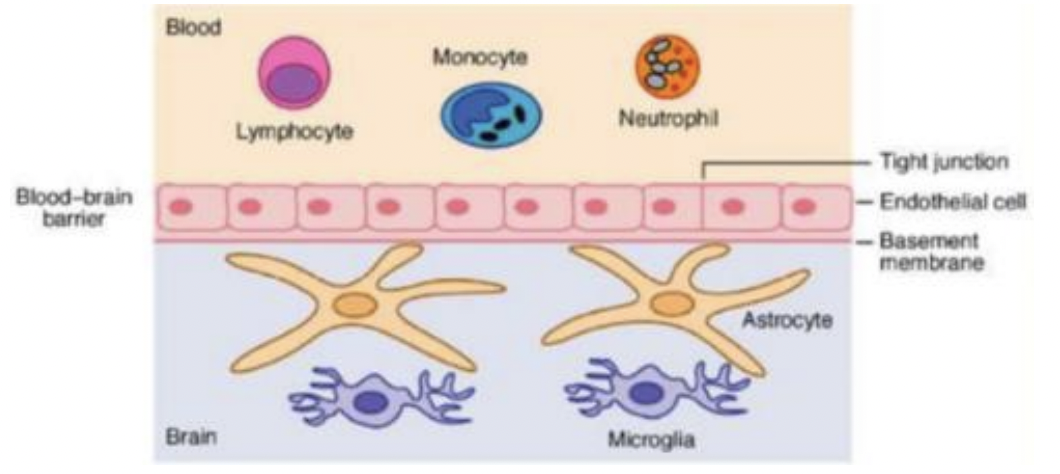 Blood
Monocyte
Lymphocyte
Neutrophil
Tight junction
Blood–brain
barrier
Endothelial cell
Basement
membrane
Astrocyte
Brain
Microglia